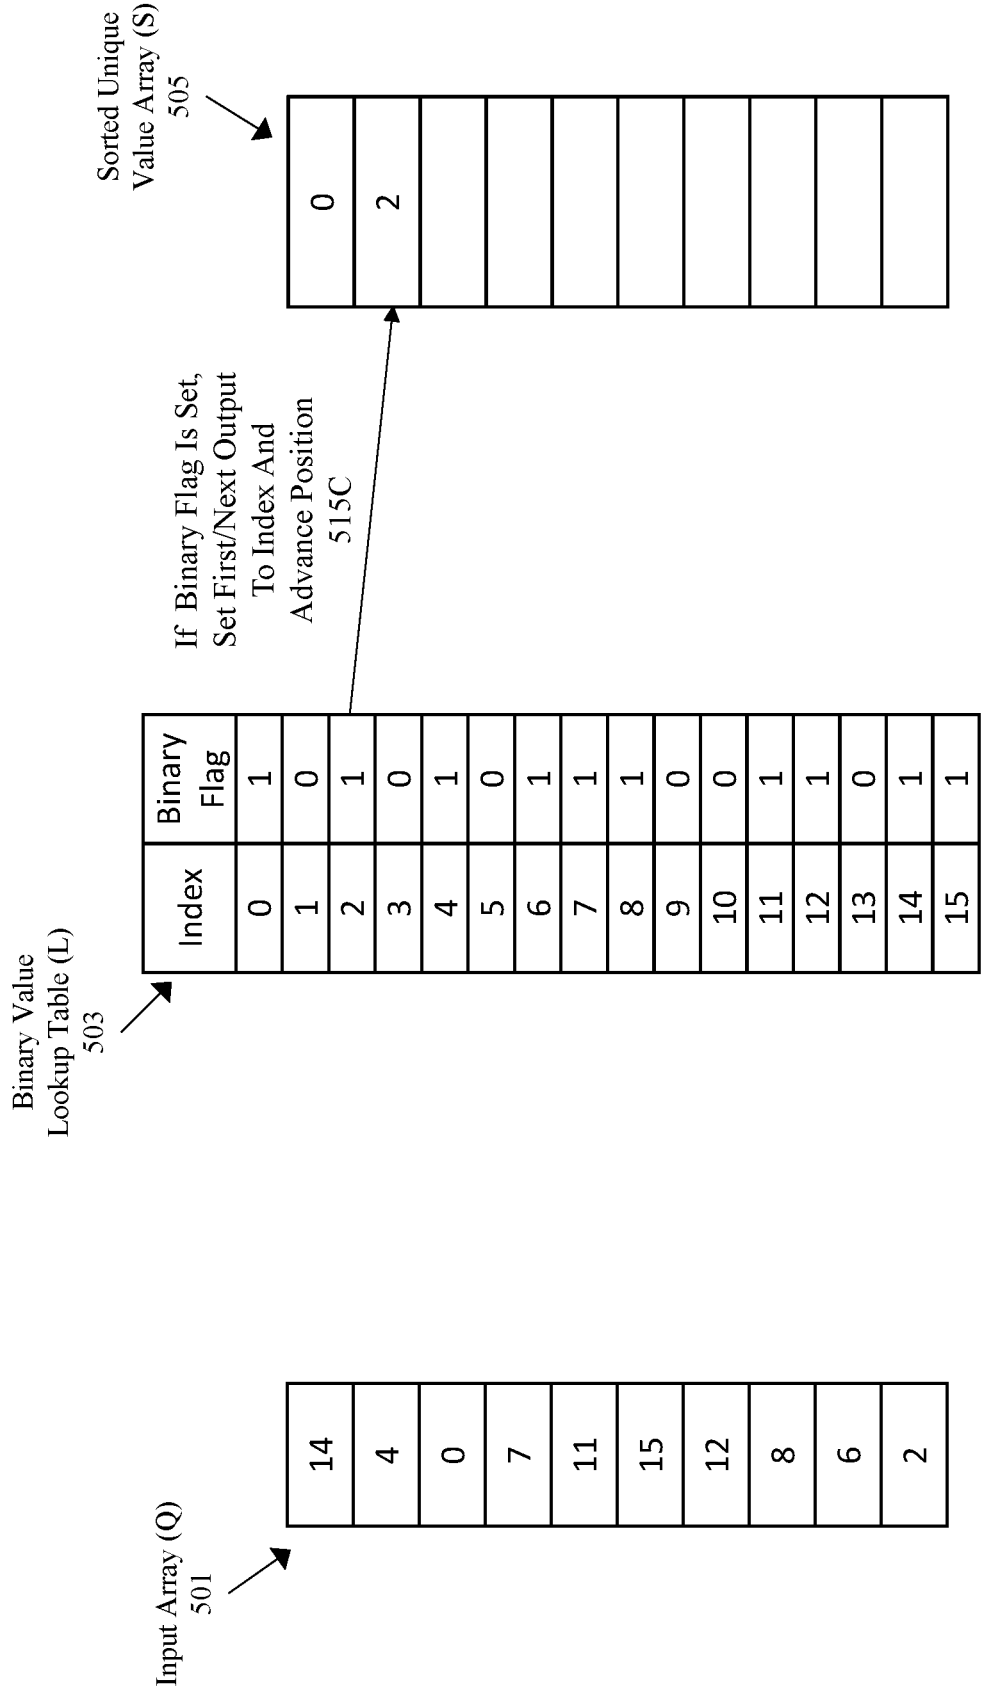 Input Array (Q)
501
14
4
0
7
11
15
12
8
6
2
Binary Value
Lookup Table (L)
503
Index
Binary
Flag
0 1
1 0
2 1
3 0
4 1
5 0
6 1
7 1
8 1
9 0
10 0
11 1
12 1
13 0
14 1
15 1
If Binary Flag Is Set,
Set First/Next Output
To Index And
Advance Position
515C
Sorted Unique
Value Array (S)
505
0
2